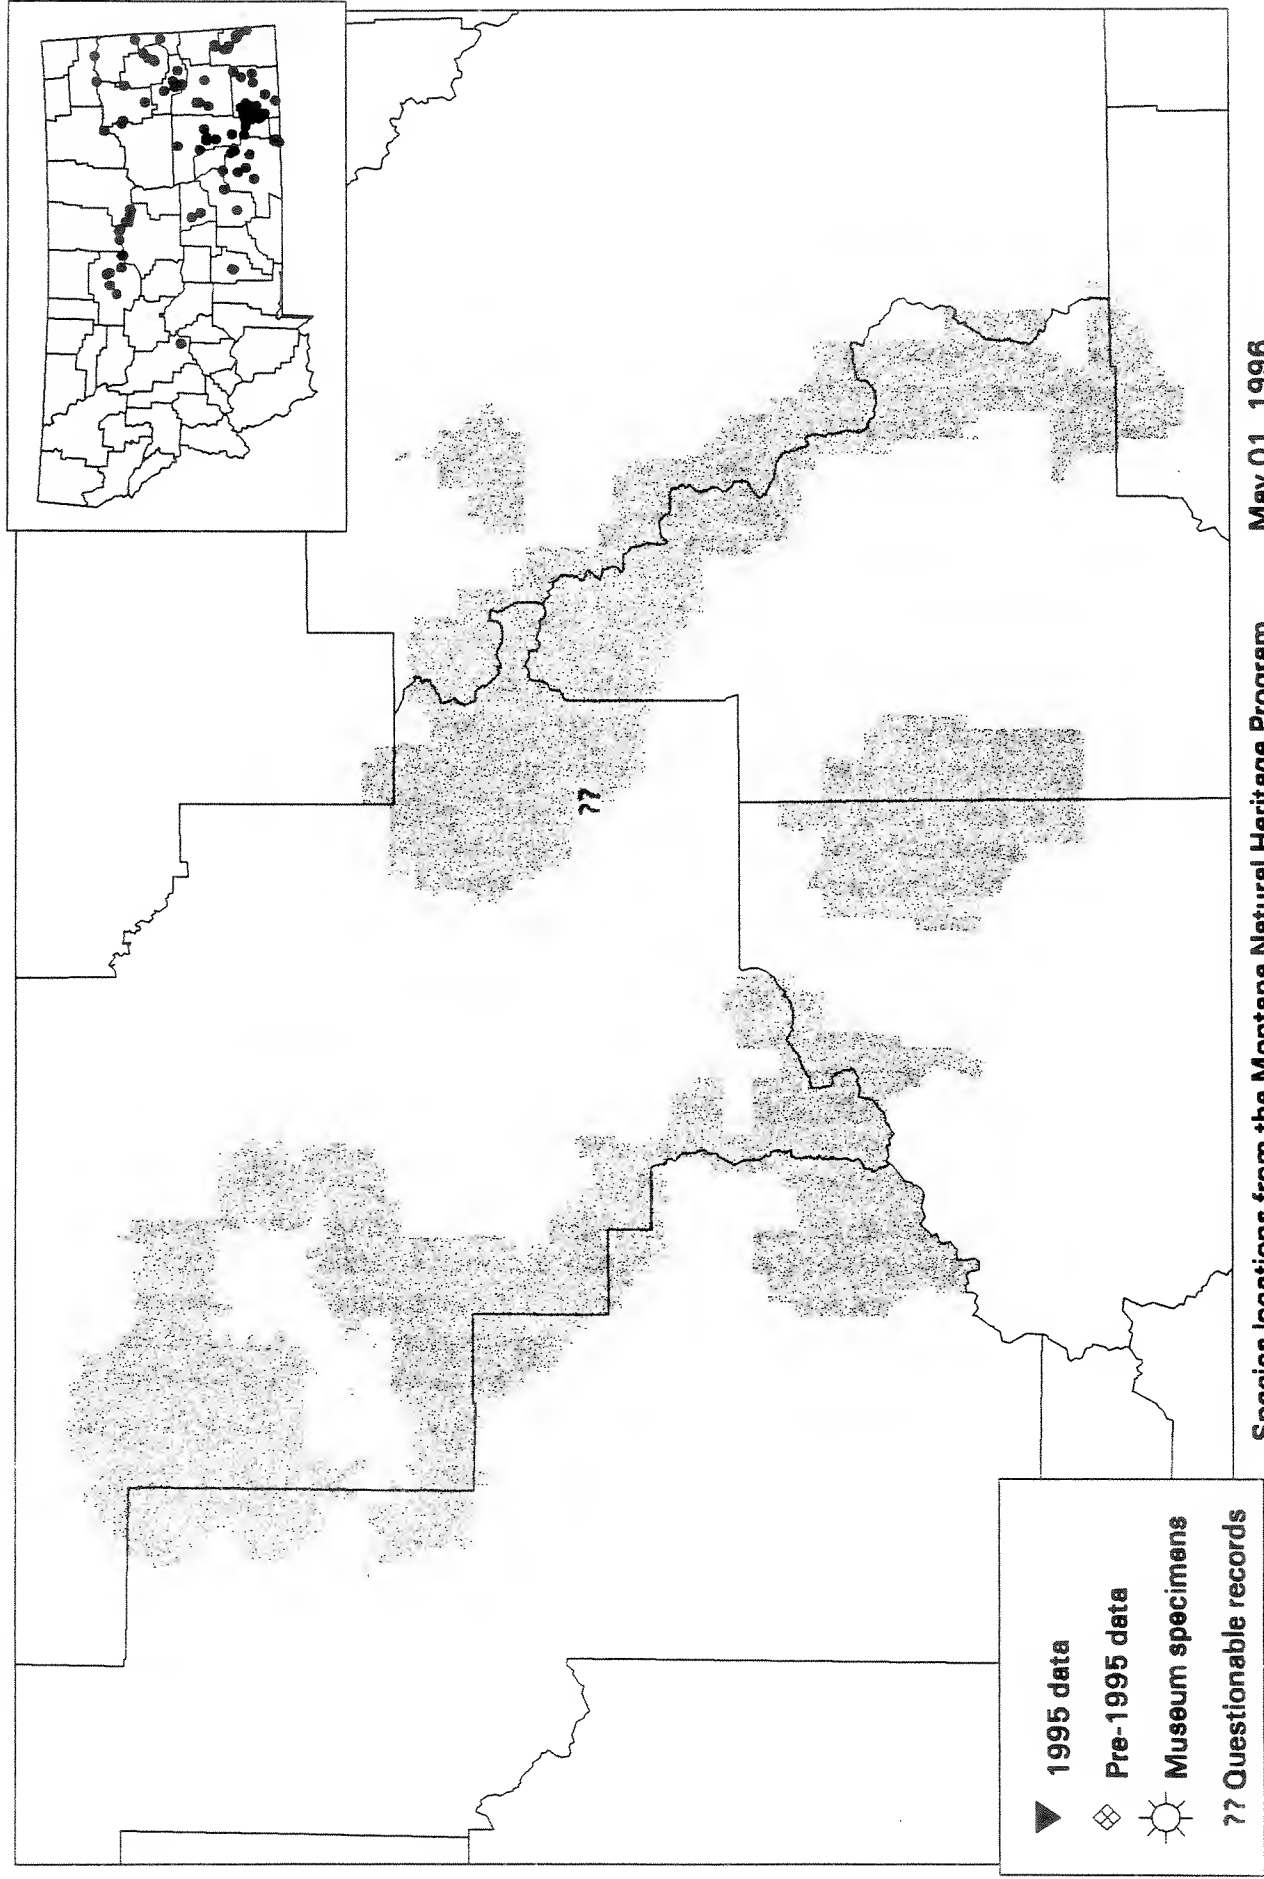 ??
1995 data
Pre-1995 data
Museum specimens
?? Questionable records
Species locations from the Montana Natural Heritage Program May 01 1996